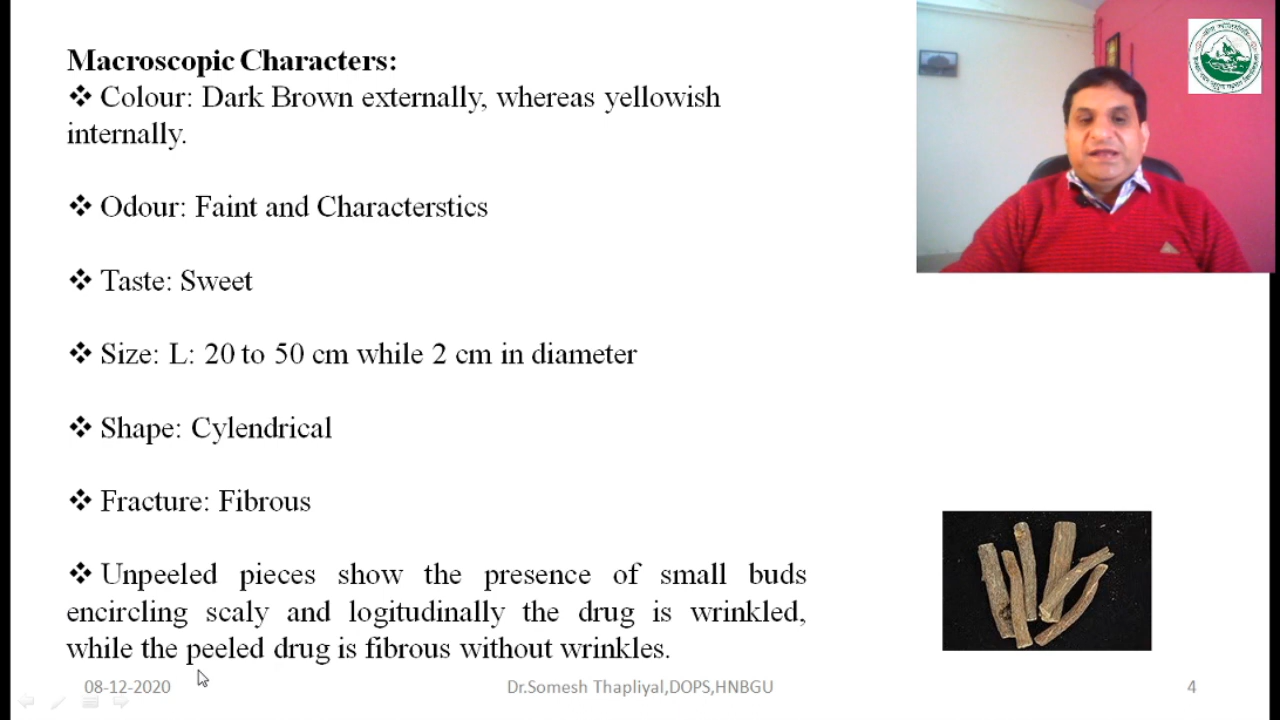 Macroscopic Characters:
❖ Colour: Dark Brown externally, whereas yellowish
internally.
❖ Odour: Faint and Characterstics
❖ Taste: Sweet
❖ Size: L: 20 to 50 cm while 2 cm in diameter
❖ Shape: Cylendrical
❖ Fracture: Fibrous
❖ Unpeeled pieces show the presence of small buds
encircling scaly and logitudinally the drug is wrinkled,
while the peeled drug is fibrous without wrinkles.
08-12-2020
Dr.Somesh Thapliyal,DOPS,HNBGU
4